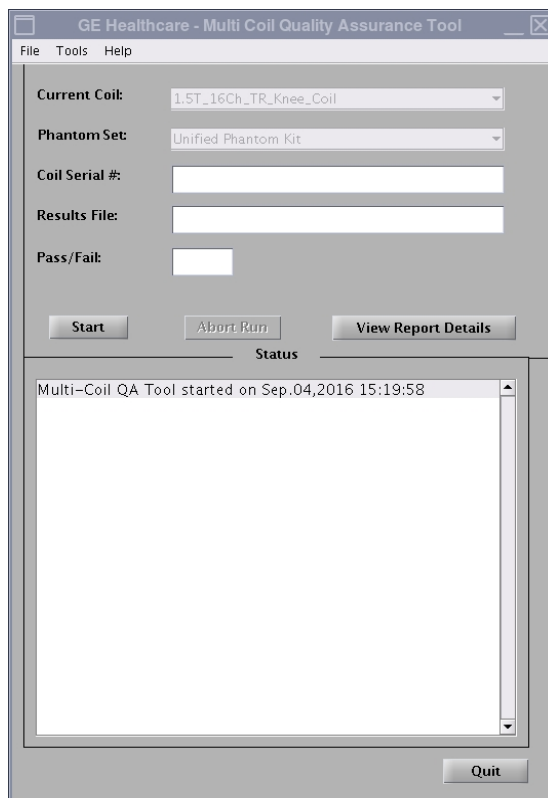 GE Healthcare - Multi Coil Quality Assurance Tool
File Tools Help
Current Coil: 1.5T_16Ch_TR_Knee_Coil
Phantom Set: Unified Phantom Kit
Coil Serial #:
Results File:
Pass/Fail:
Start Abort Run View Report Details
Status
Multi-Coil QA Tool started on Sep.04,2016 15:19:58
Quit